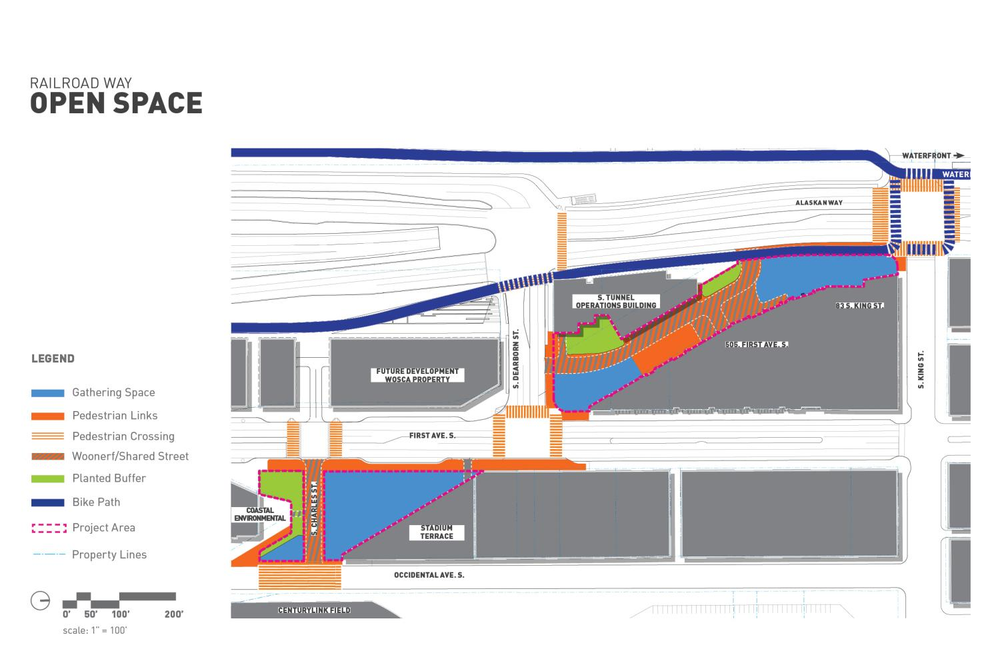 RAILROAD WAY
OPEN SPACE
WATERFRONT
WATER
ALASKAN WAY
S. TUNNEL
OPERATIONS BUILDING
83 S. KING ST.
505. FIRST AVE. S.
S. DEARBORN ST.
S. KING ST.
FUTURE DEVELOPMENT
WOSCA PROPERTY
FIRST AVE. S.
S. CHARLES ST.
COASTAL
ENVIRONMENTAL
STADIUM
TERRACE
OCCIDENTAL AVE. S.
CENTURYLINK FIELD
LEGEND
Gathering Space
Pedestrian Links
Pedestrian Crossing
Woonerf/Shared Street
Planted Buffer
Bike Path
Project Area
Property Lines
0' 50' 100' 200'
scale: 1" = 100'